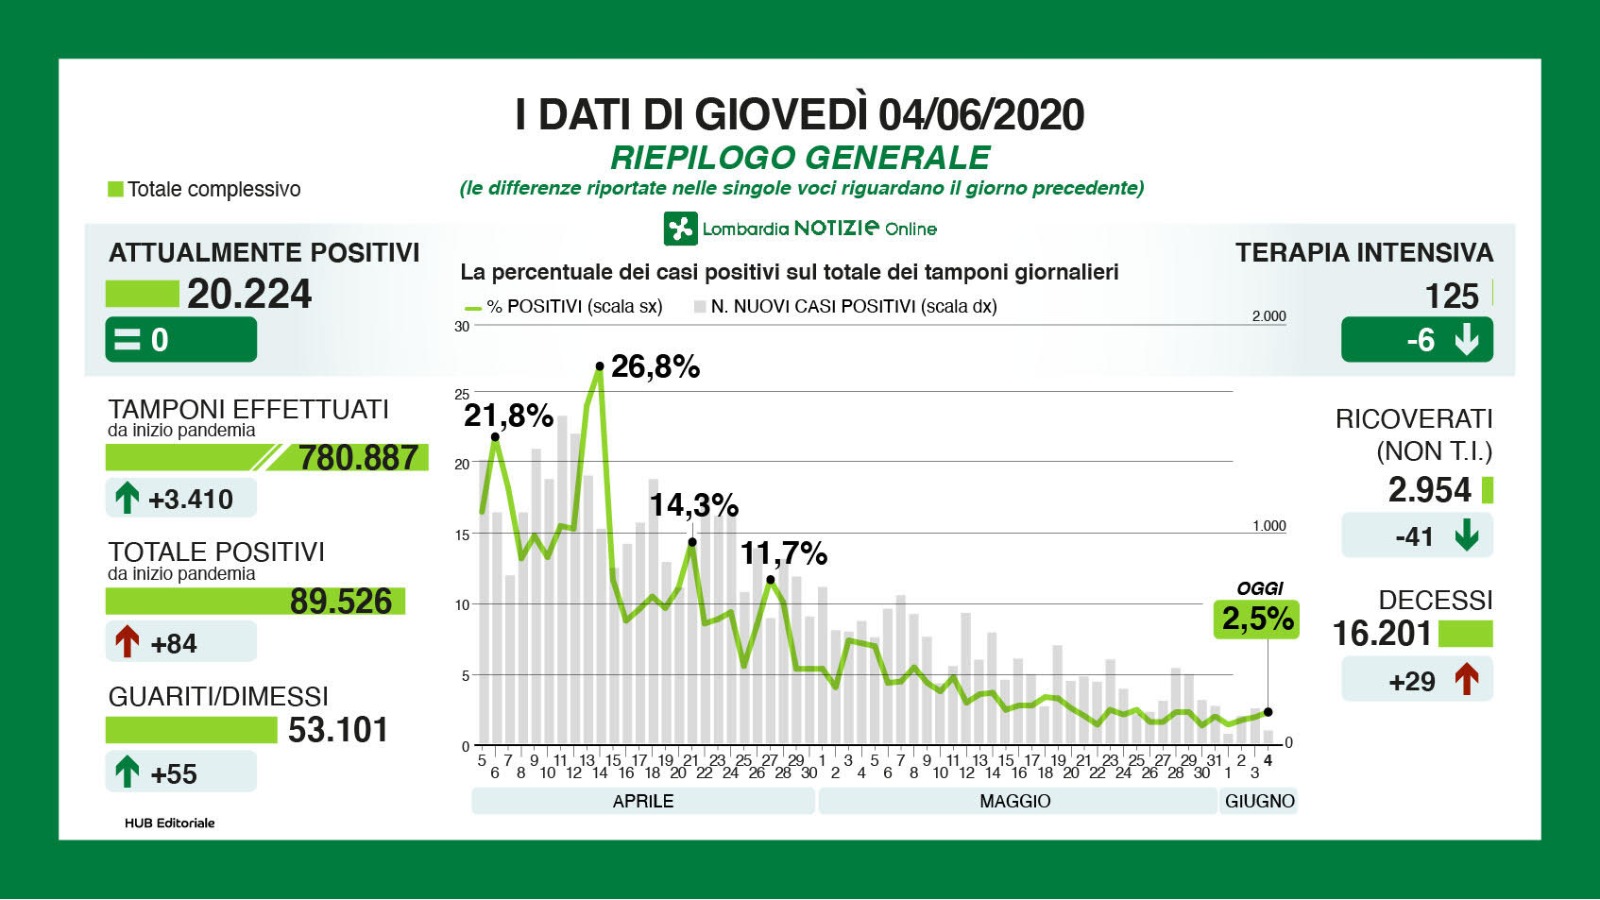 I DATI DI GIOVEDÌ 04/06/2020
RIEPILOGO GENERALE
(le differenze riportate nelle singole voci riguardano il giorno precedente)
Totale complessivo
Lombardia NOTIZIE Online
ATTUALMENTE POSITIVI
20.224
= 0
TAMPONI EFFETTUATI
da inizio pandemia
780.887
+3.410
TOTALE POSITIVI
da inizio pandemia
89.526
+84
GUARITI/DIMESSI
53.101
+55
HUB Editoriale
La percentuale dei casi positivi sul totale dei tamponi giornalieri
% POSITIVI (scala sx)
N. NUOVI CASI POSITIVI (scala dx)
30
2.000
26,8%
25
21,8%
20
14,3%
15
1.000
11,7%
10
OGGI
2,5%
5
0
0
5 7 9 11 13 15 17 19 21 23 25 27 29 1 3 5 7 9 11 13 15 17 19 21 23 25 27 29 31 2 4
6 8 10 12 14 16 18 20 22 24 26 28 30 2 4 6 8 10 12 14 16 18 20 22 24 26 28 30 1 3
APRILE
MAGGIO
GIUGNO
TERAPIA INTENSIVA
125
-6
RICOVERATI
(NON T.I.)
2.954
-41
DECESSI
16.201
+29